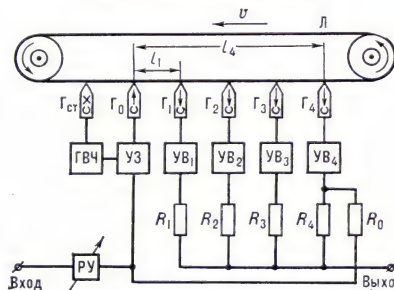 v Л
l₄
l₁
Гст Г₀ Г₁ Г₂ Г₃ Г₄
ГВЧ УЗ УВ₁ УВ₂ УВ₃ УВ₄
R₁ R₂ R₃ R₄ R₀
РУ
Вход Выхо